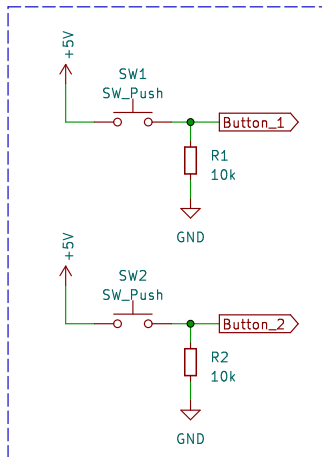 +5V
SW1
SW_Push
Button_1
R1
10k
GND
+5V
SW2
SW_Push
Button_2
R2
10k
GND